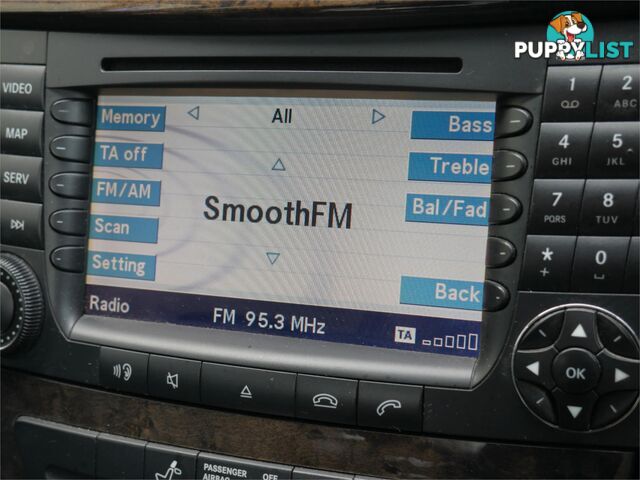 PUPPYLIST
VIDEO
MAP
SERV
Memory
TA off
FM/AM
Scan
Setting
All
SmoothFM
Bass
Treble
Bal/Fad
Back
Radio
FM 95.3 MHz
TA
1
2 ABC
4 GHI
5 JKL
7 PQRS
8 TUV
* +
0
OK
PASSENGER AIRBAG OFF